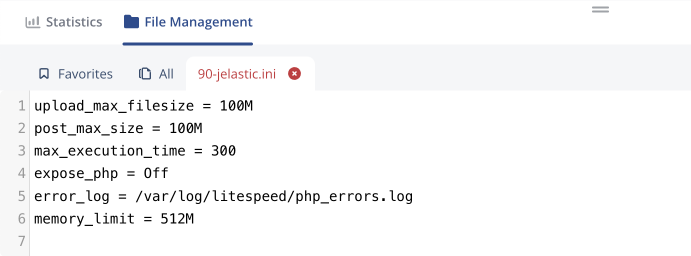 Statistics File Management
Favorites All 90-jelastic.ini
1 upload_max_filesize = 100M
2 post_max_size = 100M
3 max_execution_time = 300
4 expose_php = Off
5 error_log = /var/log/litespeed/php_errors.log
6 memory_limit = 512M
7